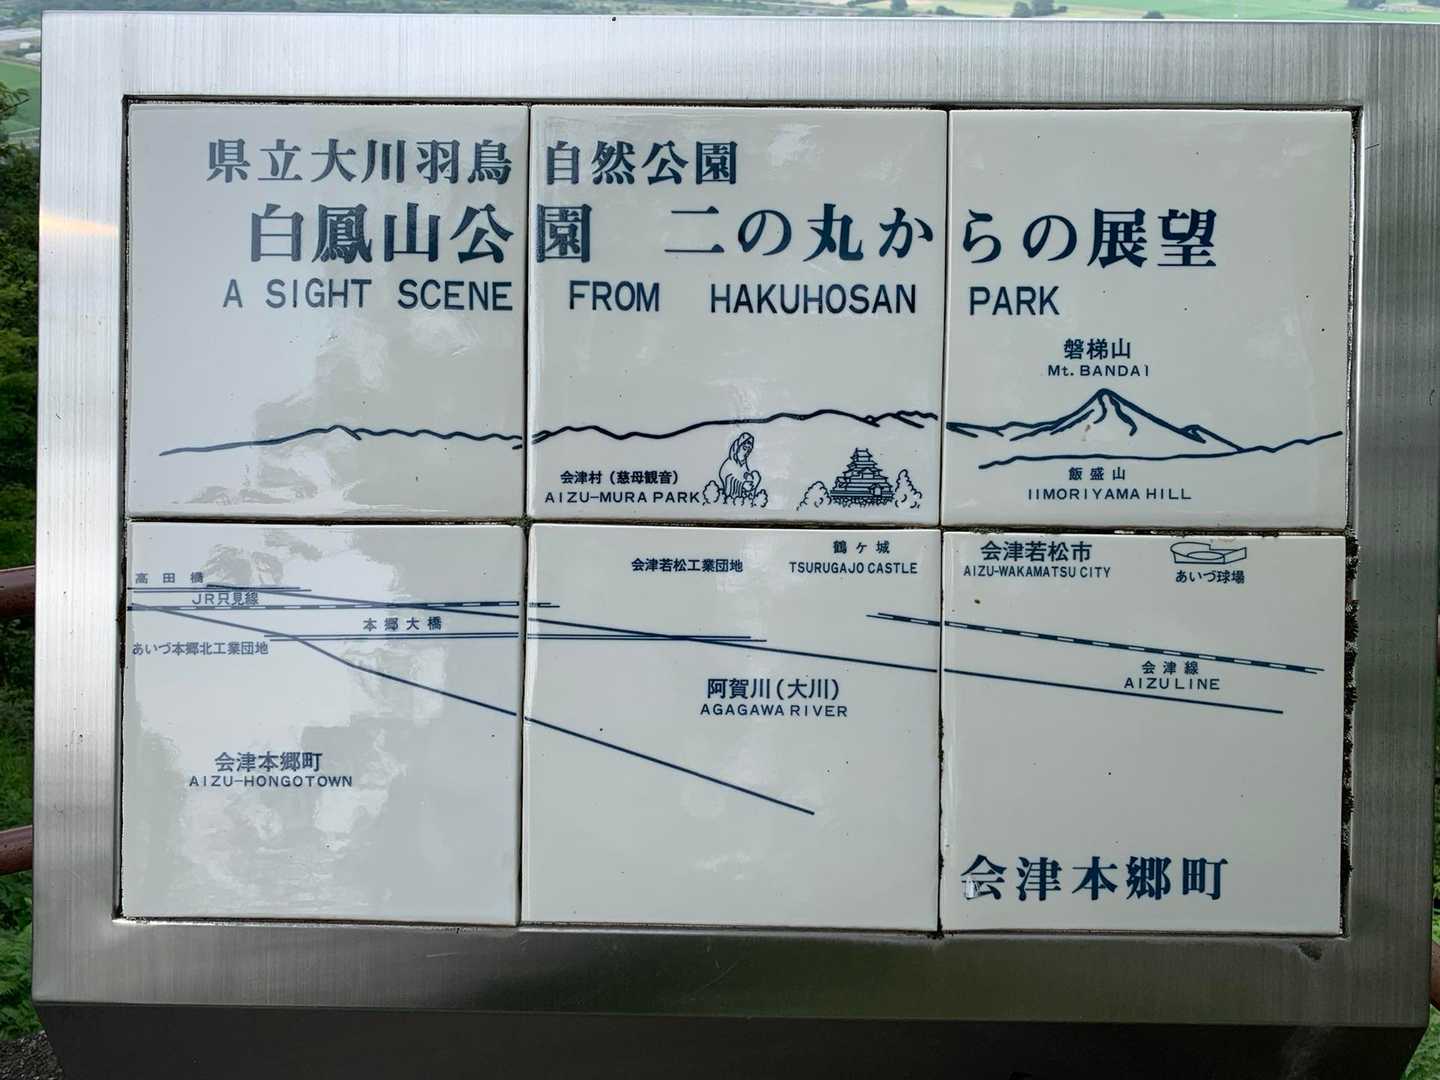 県立大川羽鳥自然公園
白鳳山公園 二の丸からの展望
A SIGHT SCENE FROM HAKUHOSAN PARK
磐梯山
Mt. BANDAI
会津村（慈母観音）
AIZU-MURA PARK
飯盛山
IIMORIYAMA HILL
鶴ヶ城
TSURUGAJO CASTLE
会津若松工業団地
会津若松市
AIZU-WAKAMATSU CITY
あいづ球場
高田橋
JR只見線
本郷大橋
あいづ本郷北工業団地
会津線
AIZU LINE
阿賀川(大川)
AGAGAWA RIVER
会津本郷町
AIZU-HONGO TOWN
会津本郷町